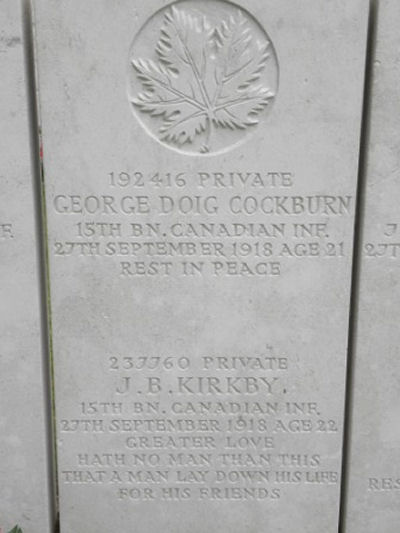 192416 PRIVATE
GEORGE DOIG COCKBURN
15TH BN. CANADIAN INF.
27TH SEPTEMBER 1918 AGE 21
REST IN PEACE
237760 PRIVATE
J. B. KIRKBY.
15TH BN. CANADIAN INF.
27TH SEPTEMBER 1918 AGE 22
GREATER LOVE
HATH NO MAN THAN THIS
THAT A MAN LAY DOWN HIS LIFE
FOR HIS FRIENDS